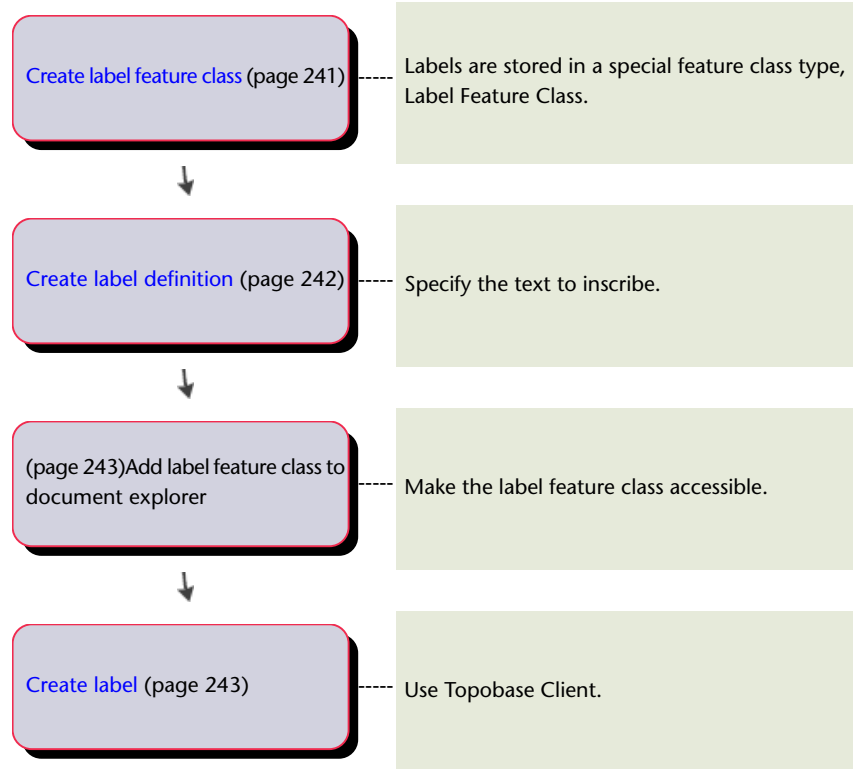 Create label feature class (page 241)
Labels are stored in a special feature class type,
Label Feature Class.
Create label definition (page 242)
Specify the text to inscribe.
(page 243)Add label feature class to
document explorer
Make the label feature class accessible.
Create label (page 243)
Use Topobase Client.